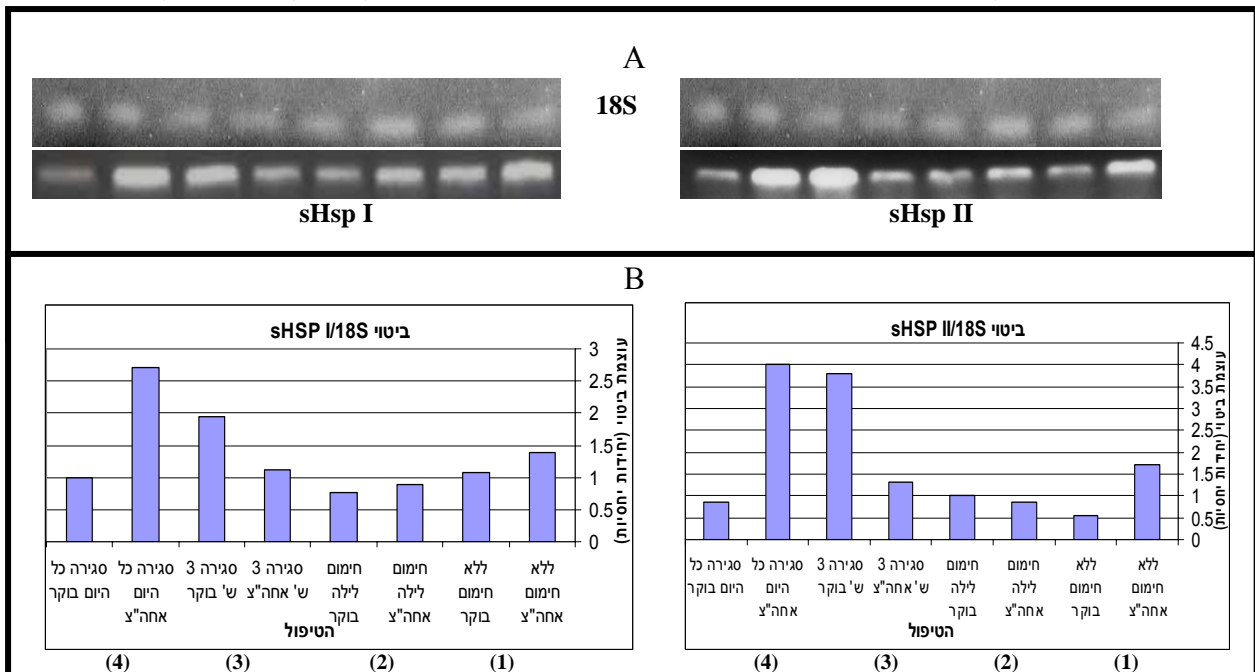 A
18S
sHsp I
sHsp II
B
ביטוי sHSP I/18S
עוצמת ביטוי (יחידות יחסיות)
3
2.5
2
1.5
1
0.5
0
סגירה כל היום בוקר
סגירה כל היום אחה"צ
סגירה 3 ש' בוקר
סגירה 3 ש' אחה"צ
חימום לילה בוקר
חימום לילה אחה"צ
ללא חימום בוקר
ללא חימום אחה"צ
הטיפול
(4) (3) (2) (1)
ביטוי sHSP II/18S
עוצמת ביטוי (יחידות יחסיות)
4.5
4
3.5
3
2.5
2
1.5
1
0.5
0
סגירה כל היום בוקר
סגירה כל היום אחה"צ
סגירה 3 ש' בוקר
סגירה 3 ש' אחה"צ
חימום לילה בוקר
חימום לילה אחה"צ
ללא חימום בוקר
ללא חימום אחה"צ
הטיפול
(4) (3) (2) (1)